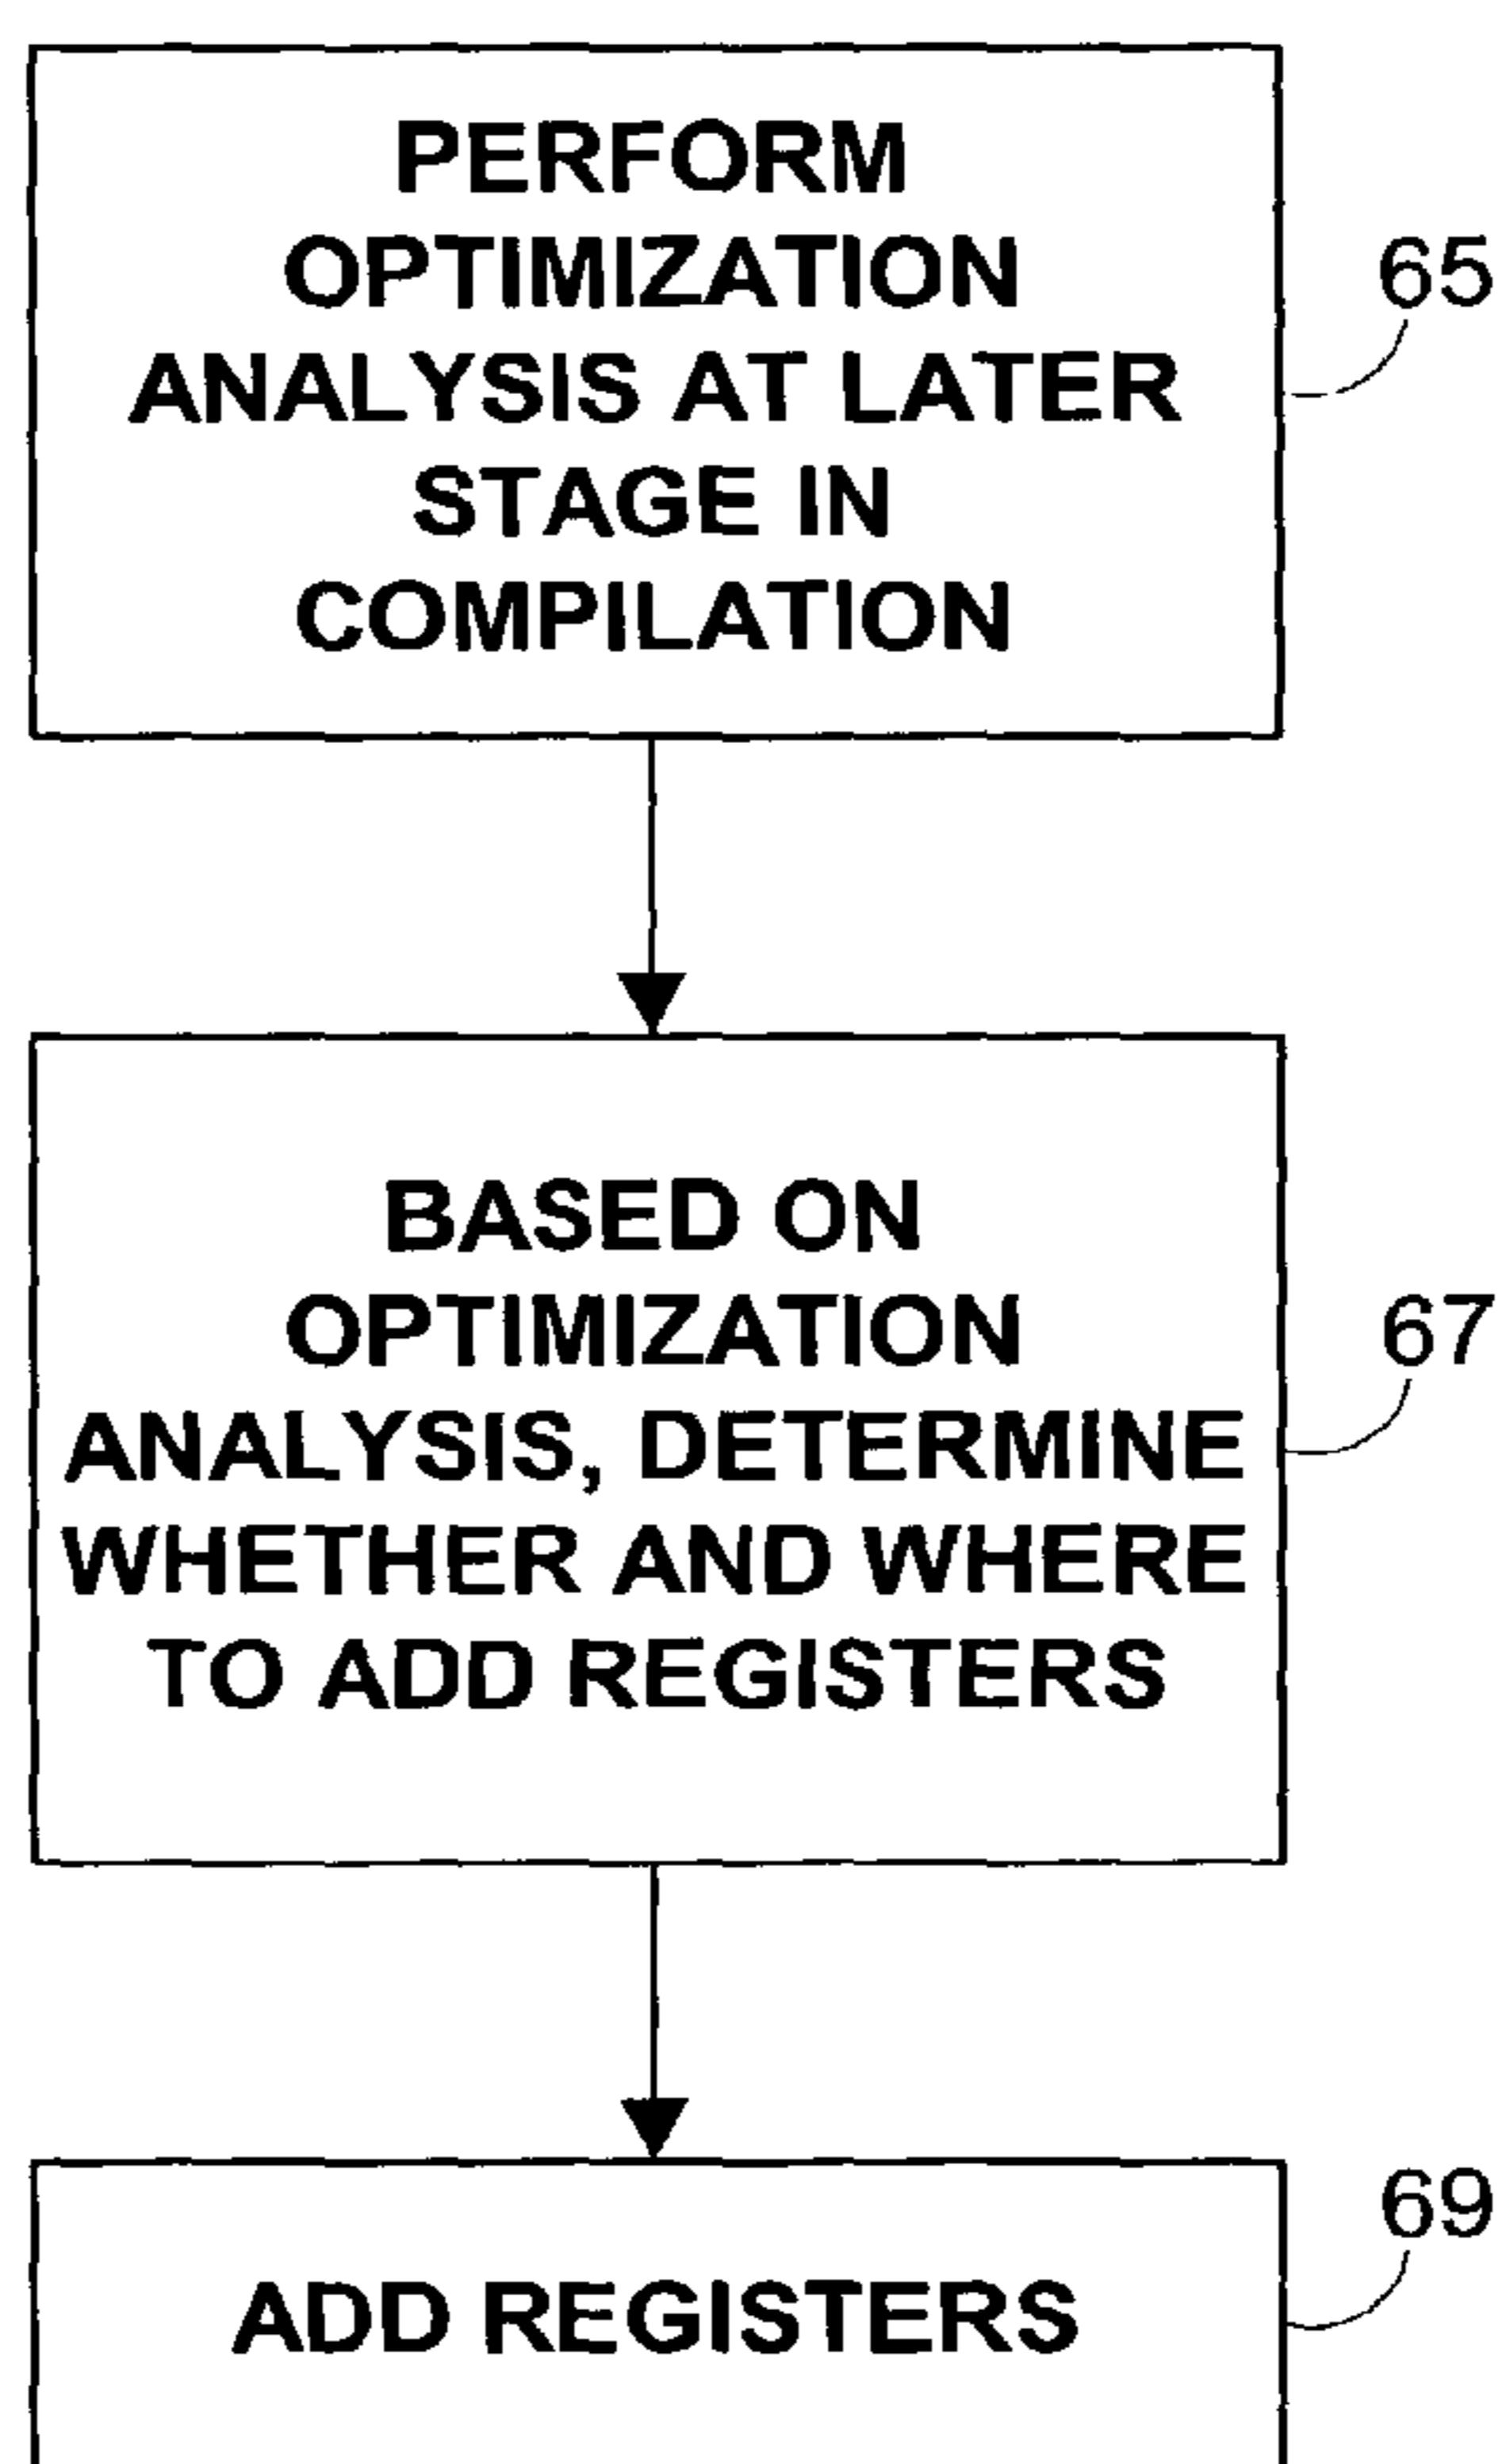 PERFORM
OPTIMIZATION
ANALYSIS AT LATER
STAGE IN
COMPILATION
65
BASED ON
OPTIMIZATION
ANALYSIS, DETERMINE
WHETHER AND WHERE
TO ADD REGISTERS
67
ADD REGISTERS
69